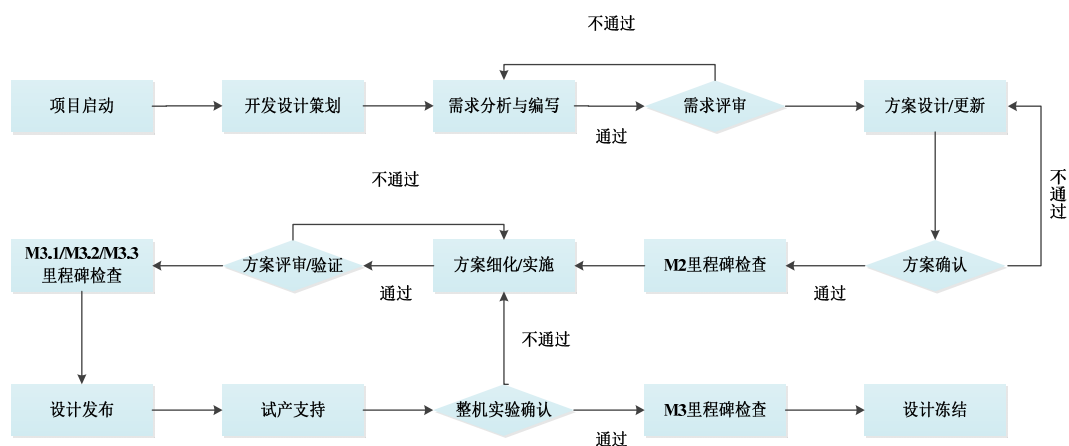 不通过
项目启动
开发设计策划
需求分析与编写
需求评审
方案设计/更新
通过
不通过
不通过
M3.1/M3.2/M3.3
里程碑检查
方案评审/验证
方案细化/实施
M2里程碑检查
方案确认
通过
通过
不通过
设计发布
试产支持
整机实验确认
M3里程碑检查
设计冻结
通过